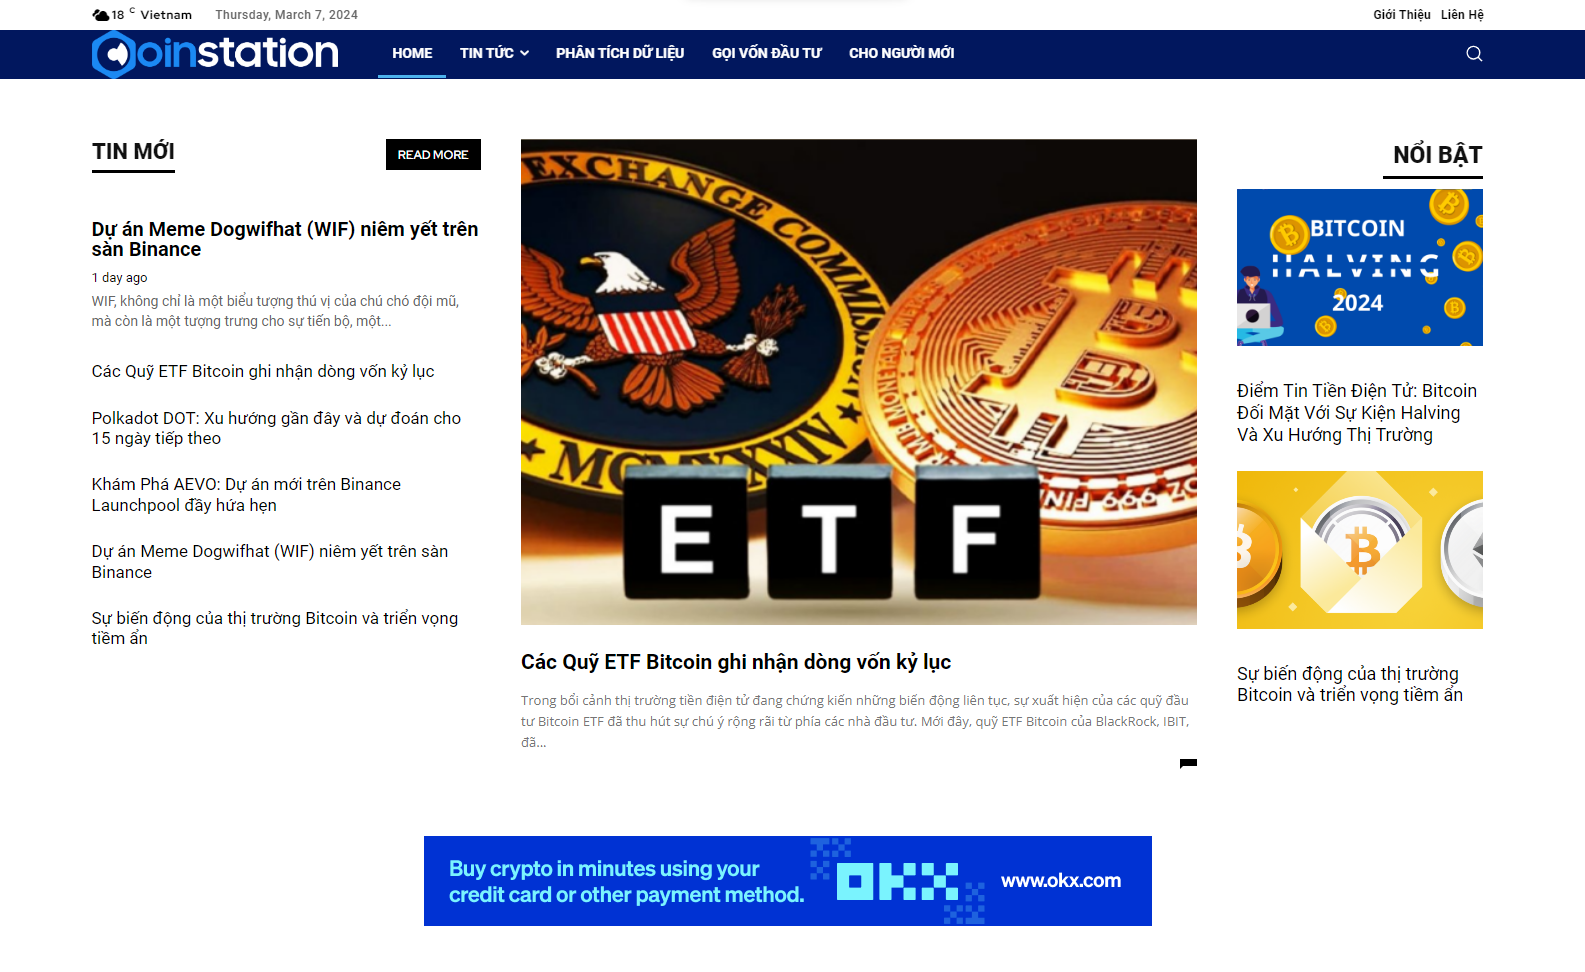 18 C Vietnam Thursday, March 7, 2024 Giới Thiệu Liên Hệ
Coinstation HOME TIN TỨC PHÂN TÍCH DỮ LIỆU GỌI VỐN ĐẦU TƯ CHO NGƯỜI MỚI
TIN MỚI READ MORE
Dự án Meme Dogwifhat (WIF) niêm yết trên
sàn Binance
1 day ago
WIF, không chỉ là một biểu tượng thú vị của chú chó đội mũ,
mà còn là một tượng trưng cho sự tiến bộ, một...
Các Quỹ ETF Bitcoin ghi nhận dòng vốn kỷ lục
Polkadot DOT: Xu hướng gần đây và dự đoán cho
15 ngày tiếp theo
Khám Phá AEVO: Dự án mới trên Binance
Launchpool đầy hứa hẹn
Dự án Meme Dogwifhat (WIF) niêm yết trên sàn
Binance
Sự biến động của thị trường Bitcoin và triển vọng
tiềm ẩn
EXCHANGE COMMISSION
MCMXXXIV
999 FINE
E T F
Các Quỹ ETF Bitcoin ghi nhận dòng vốn kỷ lục
Trong bối cảnh thị trường tiền điện tử đang chứng kiến những biến động liên tục, sự xuất hiện của các quỹ đầu
tư Bitcoin ETF đã thu hút sự chú ý rộng rãi từ phía các nhà đầu tư. Mới đây, quỹ ETF Bitcoin của BlackRock, IBIT,
đã...
NỔI BẬT
BITCOIN
HALVING
2024
Điểm Tin Tiền Điện Tử: Bitcoin
Đối Mặt Với Sự Kiện Halving
Và Xu Hướng Thị Trường
Sự biến động của thị trường
Bitcoin và triển vọng tiềm ẩn
Buy crypto in minutes using your
credit card or other payment method.
OKX
www.okx.com